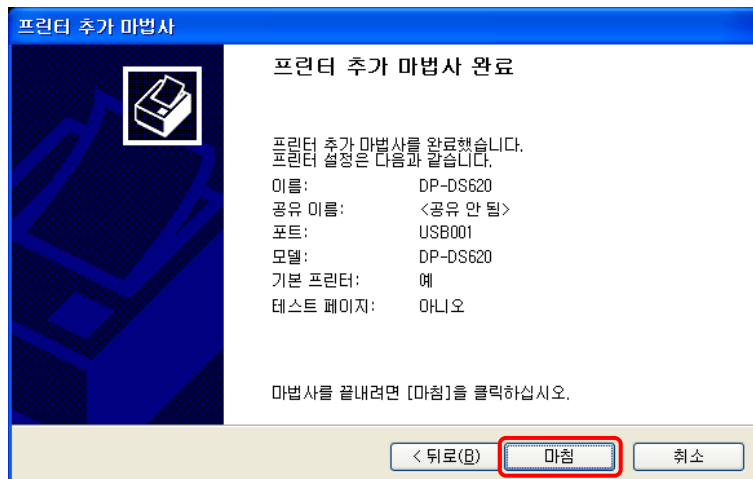 프린터 추가 마법사
프린터 추가 마법사 완료
프린터 추가 마법사를 완료했습니다.
프린터 설정은 다음과 같습니다.
이름: DP-DS620
공유 이름: <공유 안 됨>
포트: USB001
모델: DP-DS620
기본 프린터: 예
테스트 페이지: 아니오
마법사를 끝내려면 [마침]을 클릭하십시오.
< 뒤로(B) 마침 취소